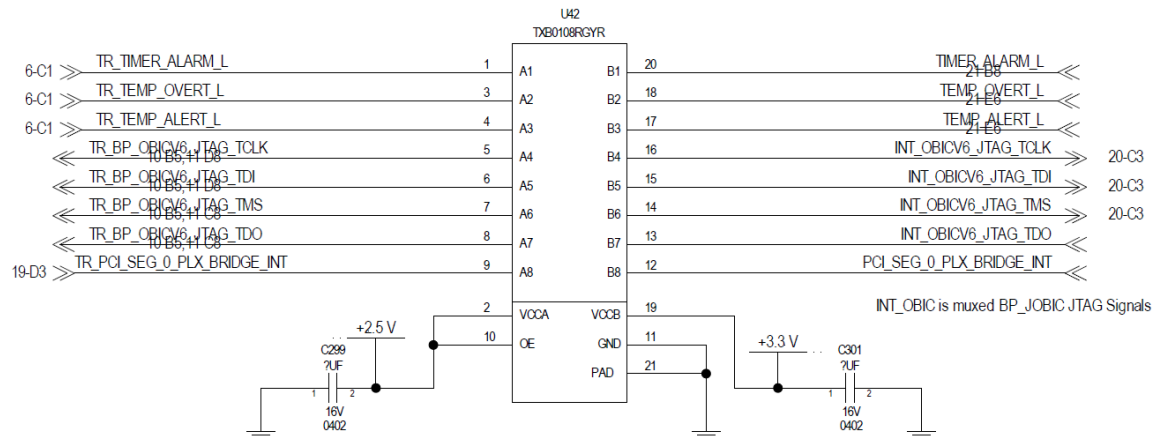 U42
TXB0108RGYR
6-C1 TR_TIMER_ALARM_L 1 A1 B1 20 TIMER_ALARM_L 21-B8
6-C1 TR_TEMP_OVERT_L 3 A2 B2 18 TEMP_OVERT_L 21-E6
6-C1 TR_TEMP_ALERT_L 4 A3 B3 17 TEMP_ALERT_L 21-E6
TR_BP_OBICV6_JTAG_TCLK 10 B5,11 D8 5 A4 B4 16 INT_OBICV6_JTAG_TCLK 20-C3
TR_BP_OBICV6_JTAG_TDI 10 B5,11 D8 6 A5 B5 15 INT_OBICV6_JTAG_TDI 20-C3
TR_BP_OBICV6_JTAG_TMS 10 B5,11 C8 7 A6 B6 14 INT_OBICV6_JTAG_TMS 20-C3
TR_BP_OBICV6_JTAG_TDO 10 B5,11 C8 8 A7 B7 13 INT_OBICV6_JTAG_TDO
19-D3 TR_PCI_SEG_0_PLX_BRIDGE_INT 9 A8 B8 12 PCI_SEG_0_PLX_BRIDGE_INT
INT_OBIC is muxed BP_JOBIC JTAG Signals
2 VCCA VCCB 19
+2.5 V 10 OE GND 11 +3.3 V
PAD 21
C299 C301
?UF ?UF
1 2 1 2
16V 16V
0402 0402